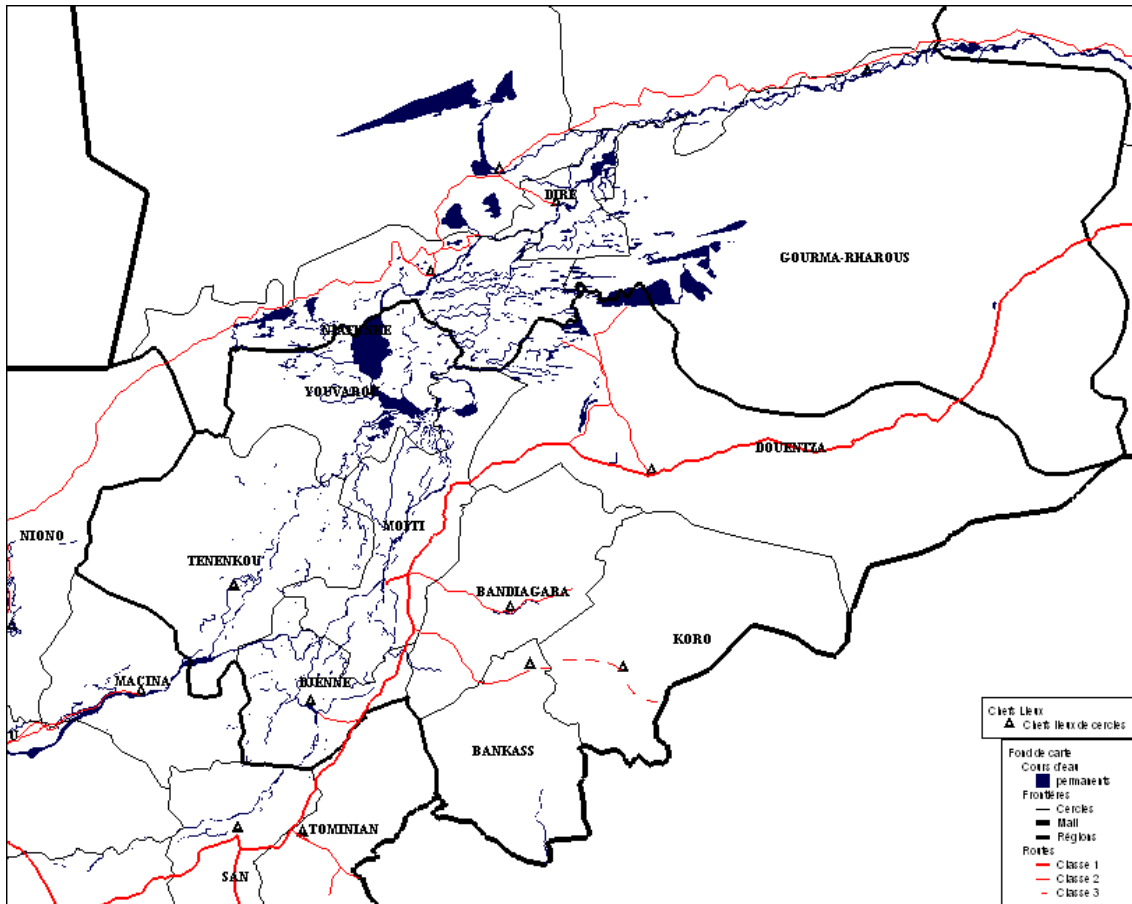 DIRE
GOURMA-RHAROUS
YOUVAROU
DOUENTZA
NIONO
MOPTI
TENENKOU
BANDIAGARA
KORO
MACINA
DJENNE
U
BANKASS
TOMINIAN
SAN
Chefs Lieux
Chefs lieux de cercles
Fond de carte
Cours d'eau
permanents
Frontières
Cercles
Mali
Régions
Routes
Classe 1
Classe 2
Classe 3